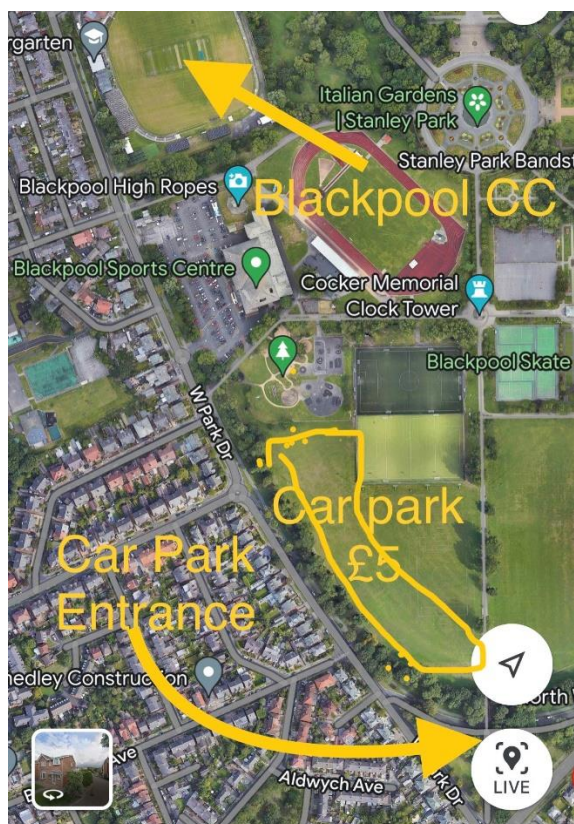 rgarten
Italian Gardens
| Stanley Park
Stanley Park Bandst
Blackpool High Ropes
Blackpool CC
Blackpool Sports Centre
Cocker Memorial
Clock Tower
Blackpool Skate
W Park Dr
Car park
£5
Car Park
Entrance
nedley Construction
orth
Ave
Aldwych Ave
Park Dr
LIVE